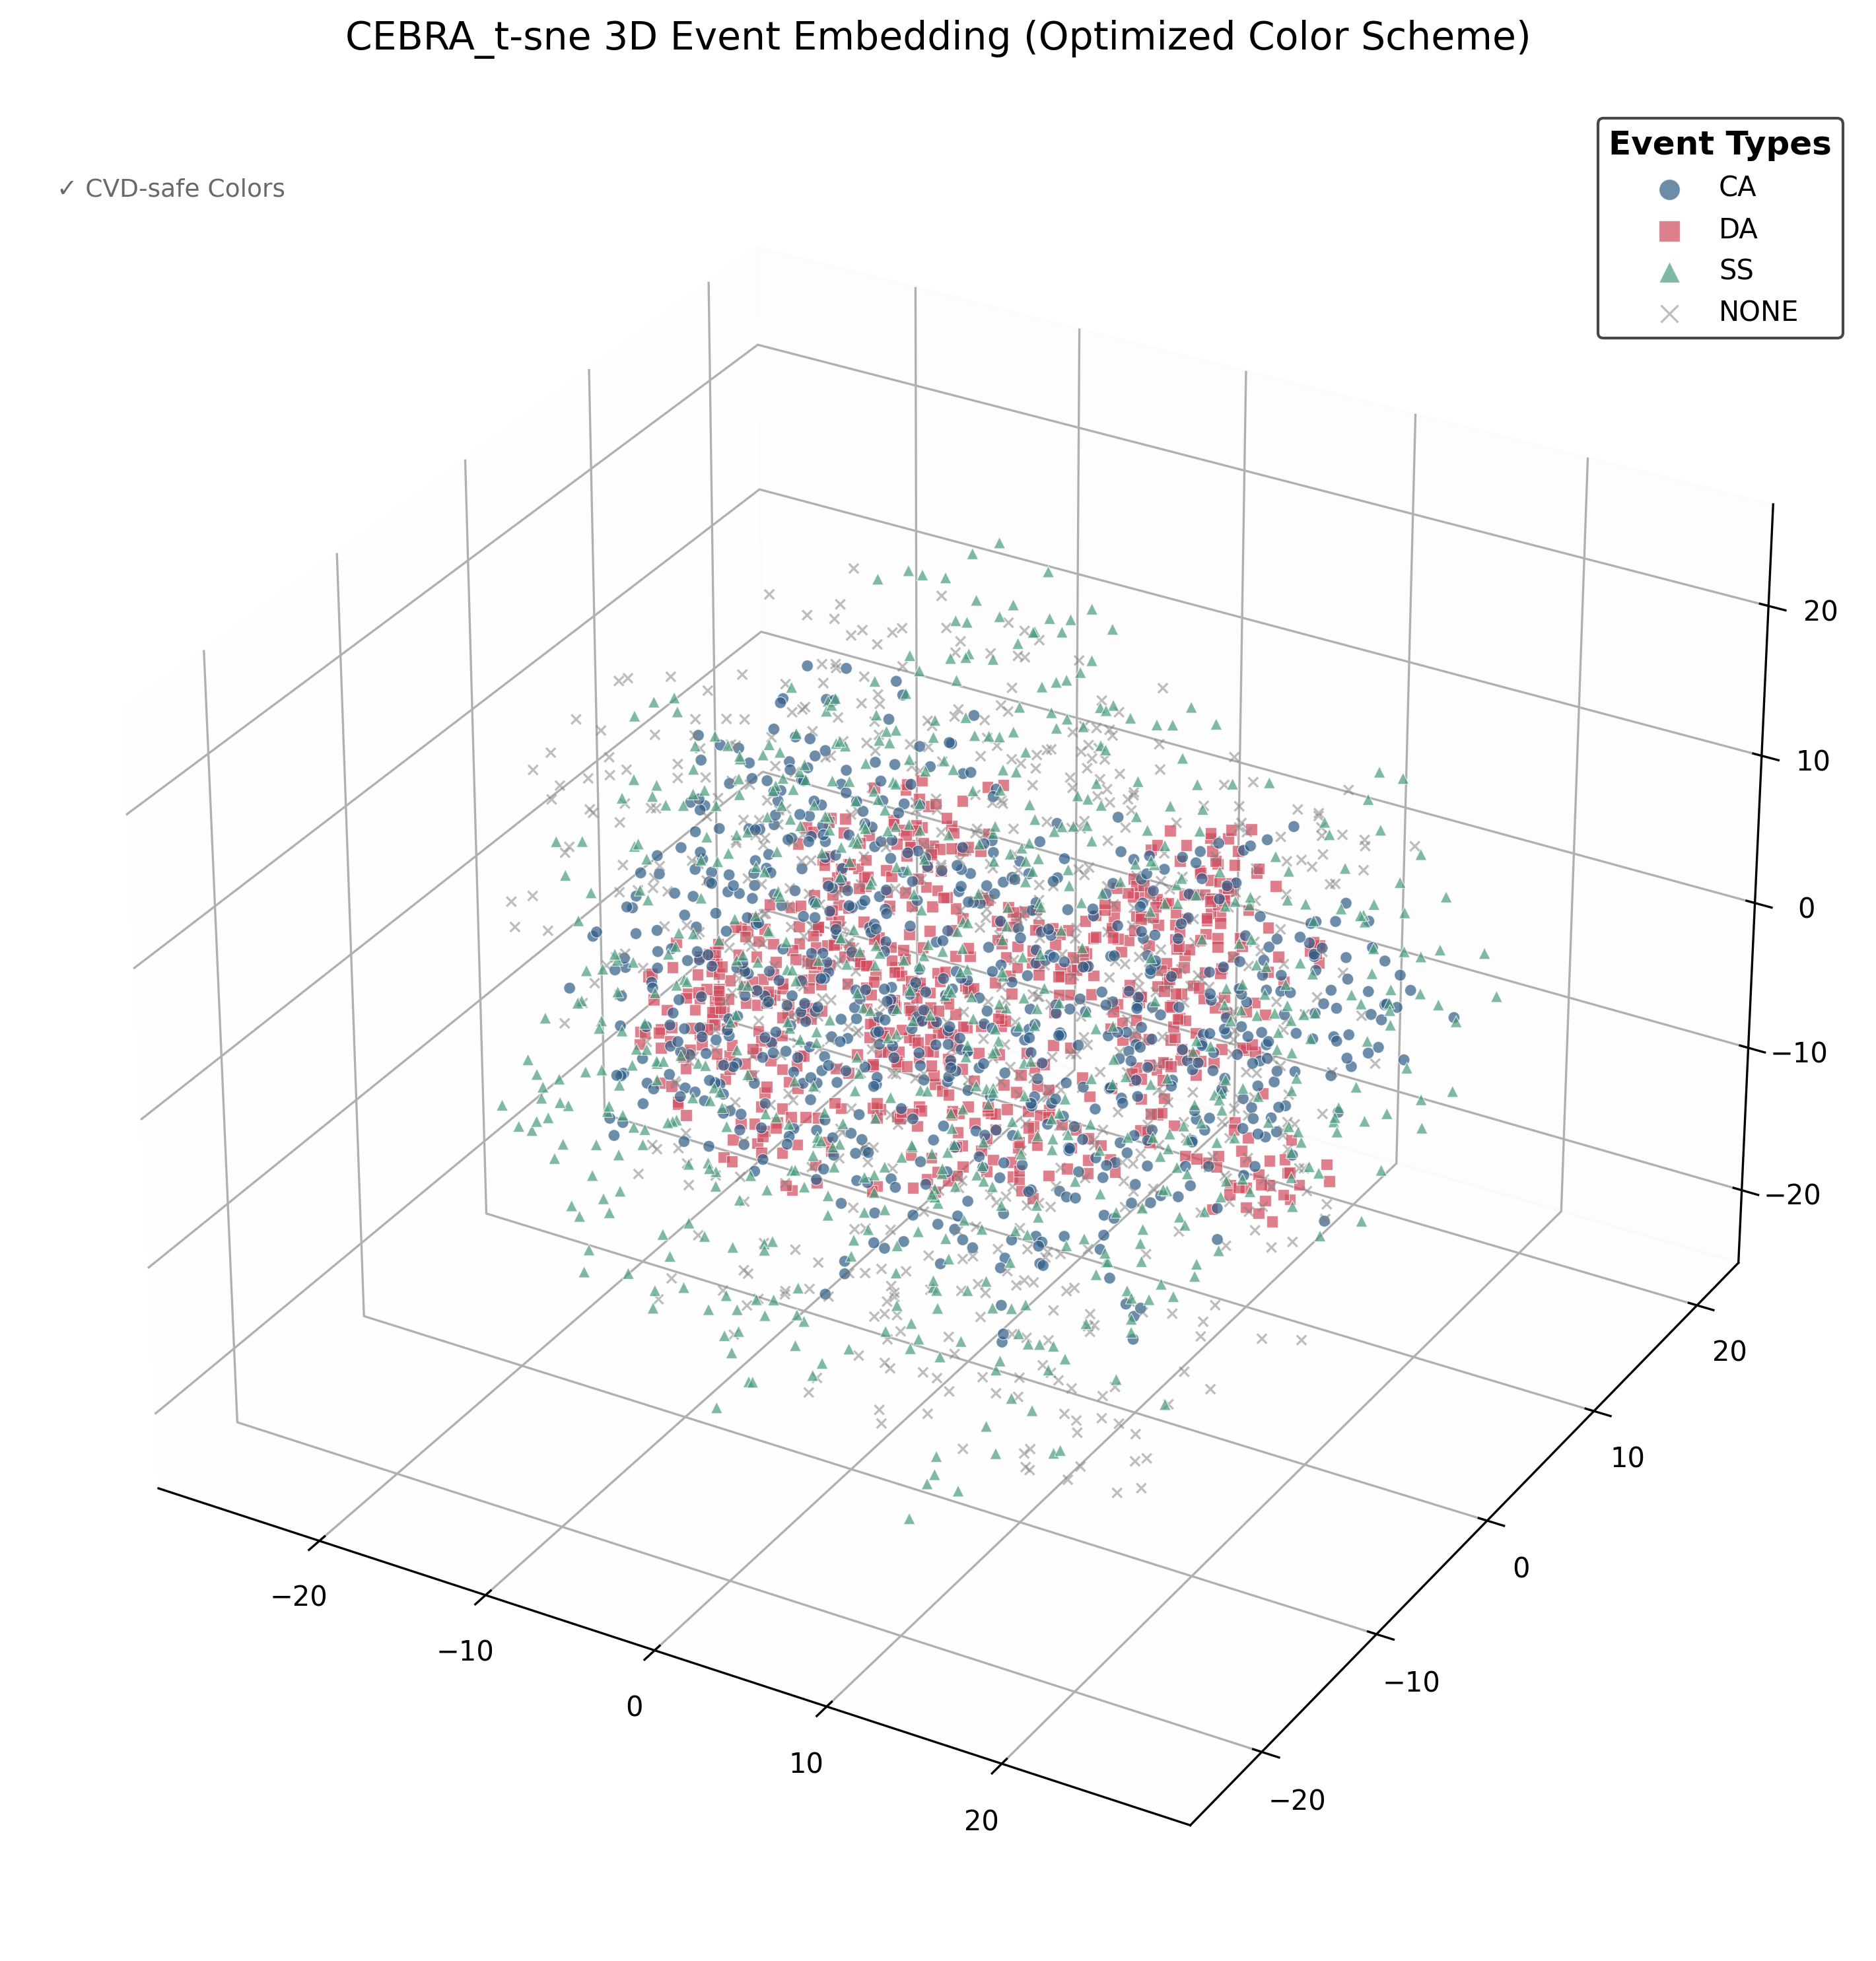 CEBRA_t-sne 3D Event Embedding (Optimized Color Scheme)
Event Types
CA
DA
SS
NONE
✓ CVD-safe Colors
20
10
0
−10
−20
20
10
0
−10
−20
−20
−10
0
10
20